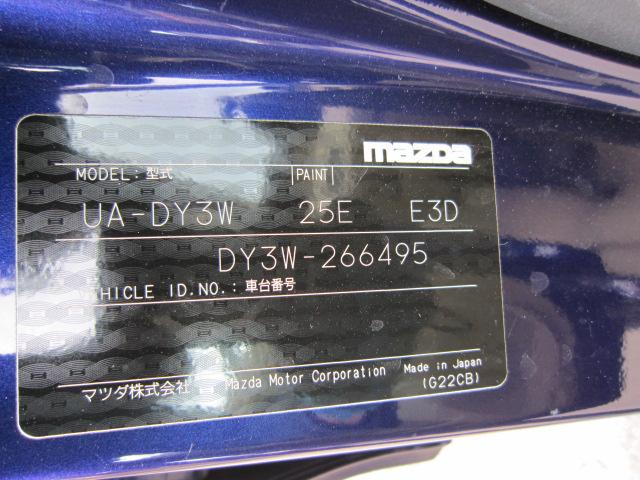 mazda
MODEL: 型式 PAINT
UA-DY3W 25E E3D
DY3W-266495
VEHICLE ID.NO.: 車台番号
マツダ株式会社 Mazda Motor Corporation Made in Japan
(G22CB)